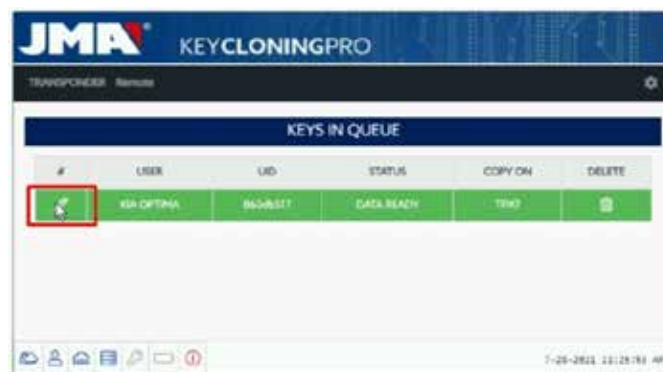 JMA KEYCLONINGPRO
TRANSPONDER Remote
KEYS IN QUEUE
# USER UID STATUS COPY ON DELETE
KIA OPTIMA DATA READY